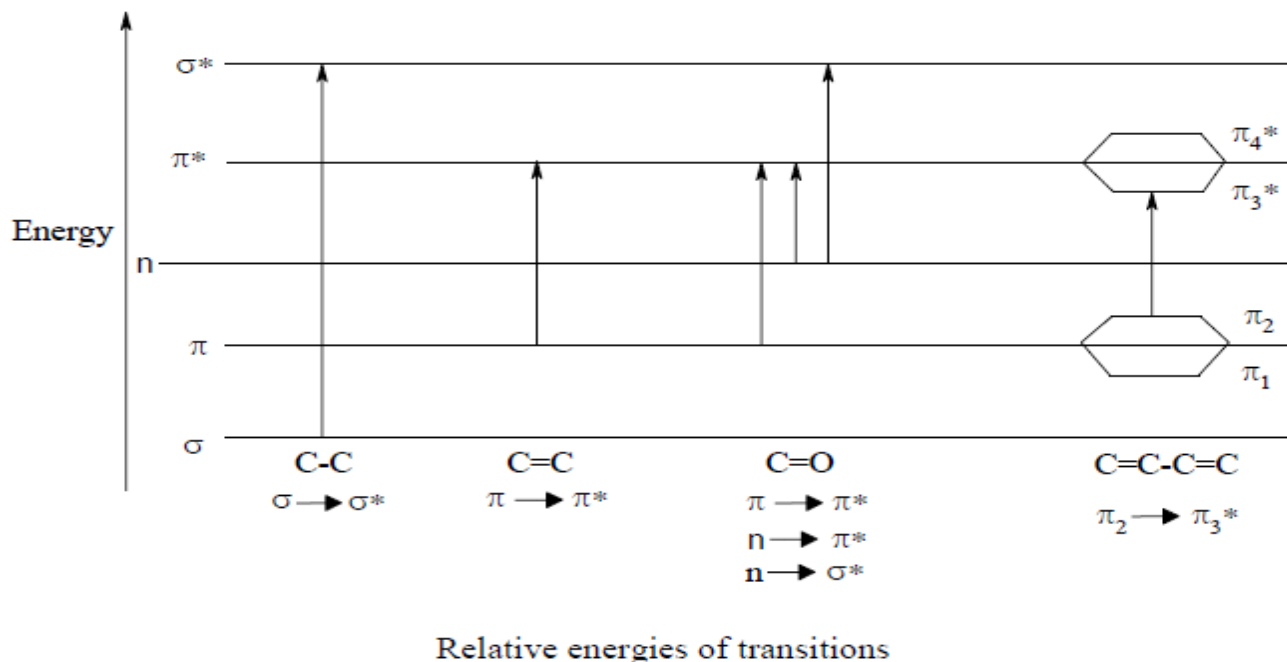 σ*
π*
Energy
n
π
σ
π₄*
π₃*
π₂
π₁
C-C C=C C=O C=C-C=C
σ → σ* π → π* π → π* π₂ → π₃*
n → π*
n → σ*
Relative energies of transitions